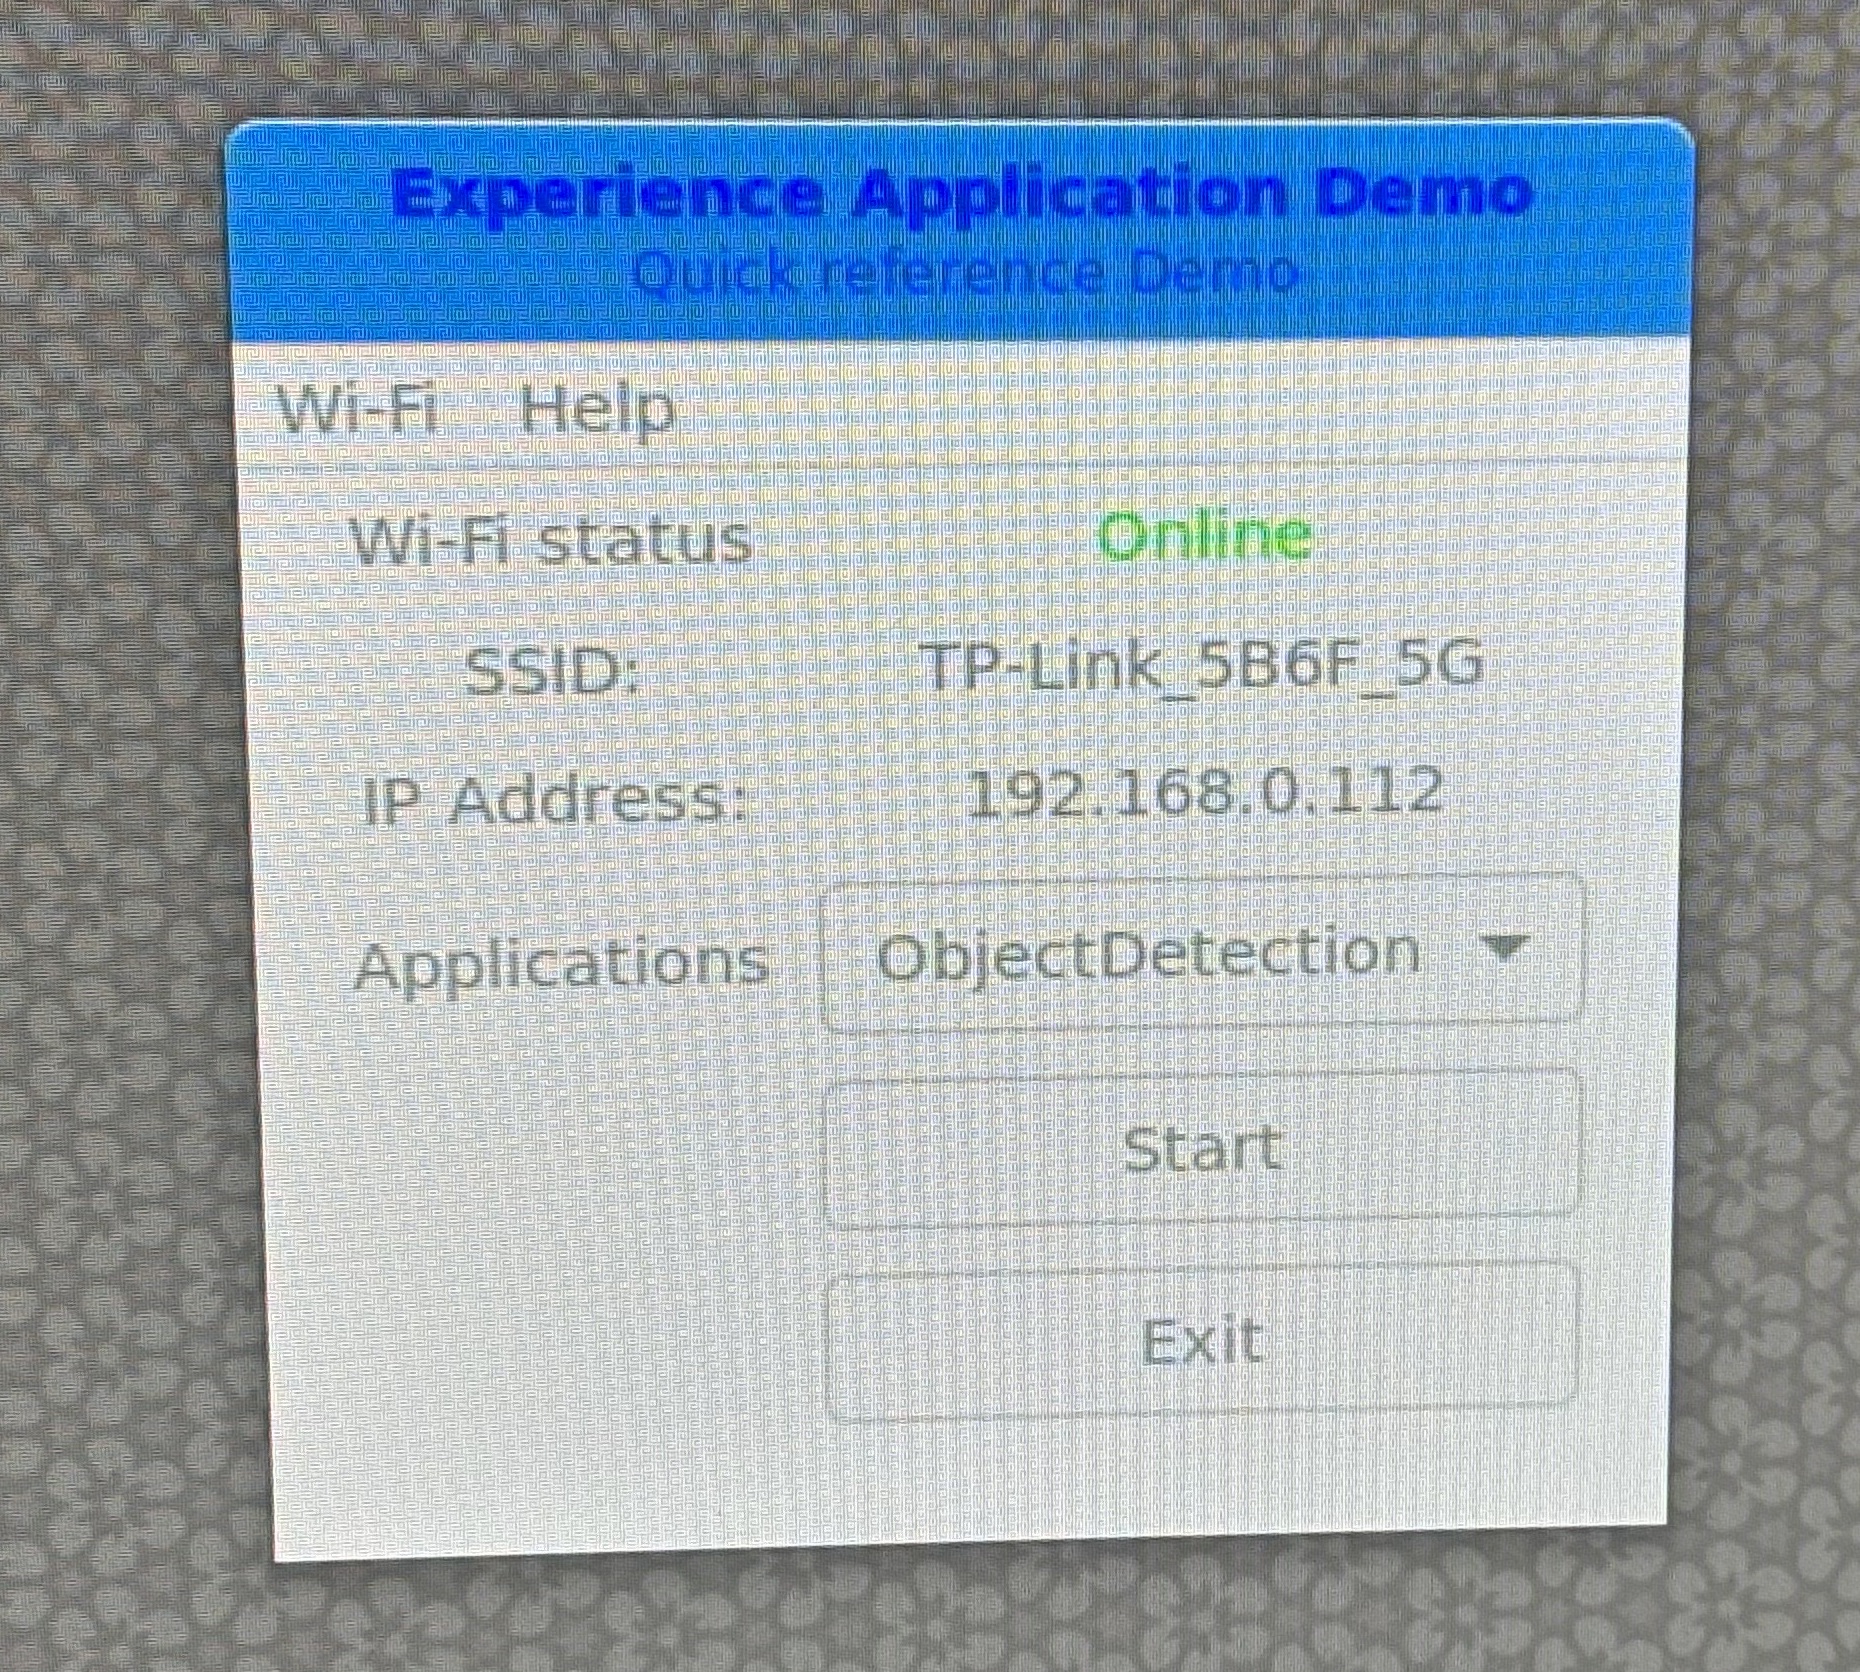 Experience Application Demo
Quick reference Demo
Wi-Fi Help
Wi-Fi status Online
SSID: TP-Link_5B6F_5G
IP Address: 192.168.0.112
Applications ObjectDetection
Start
Exit